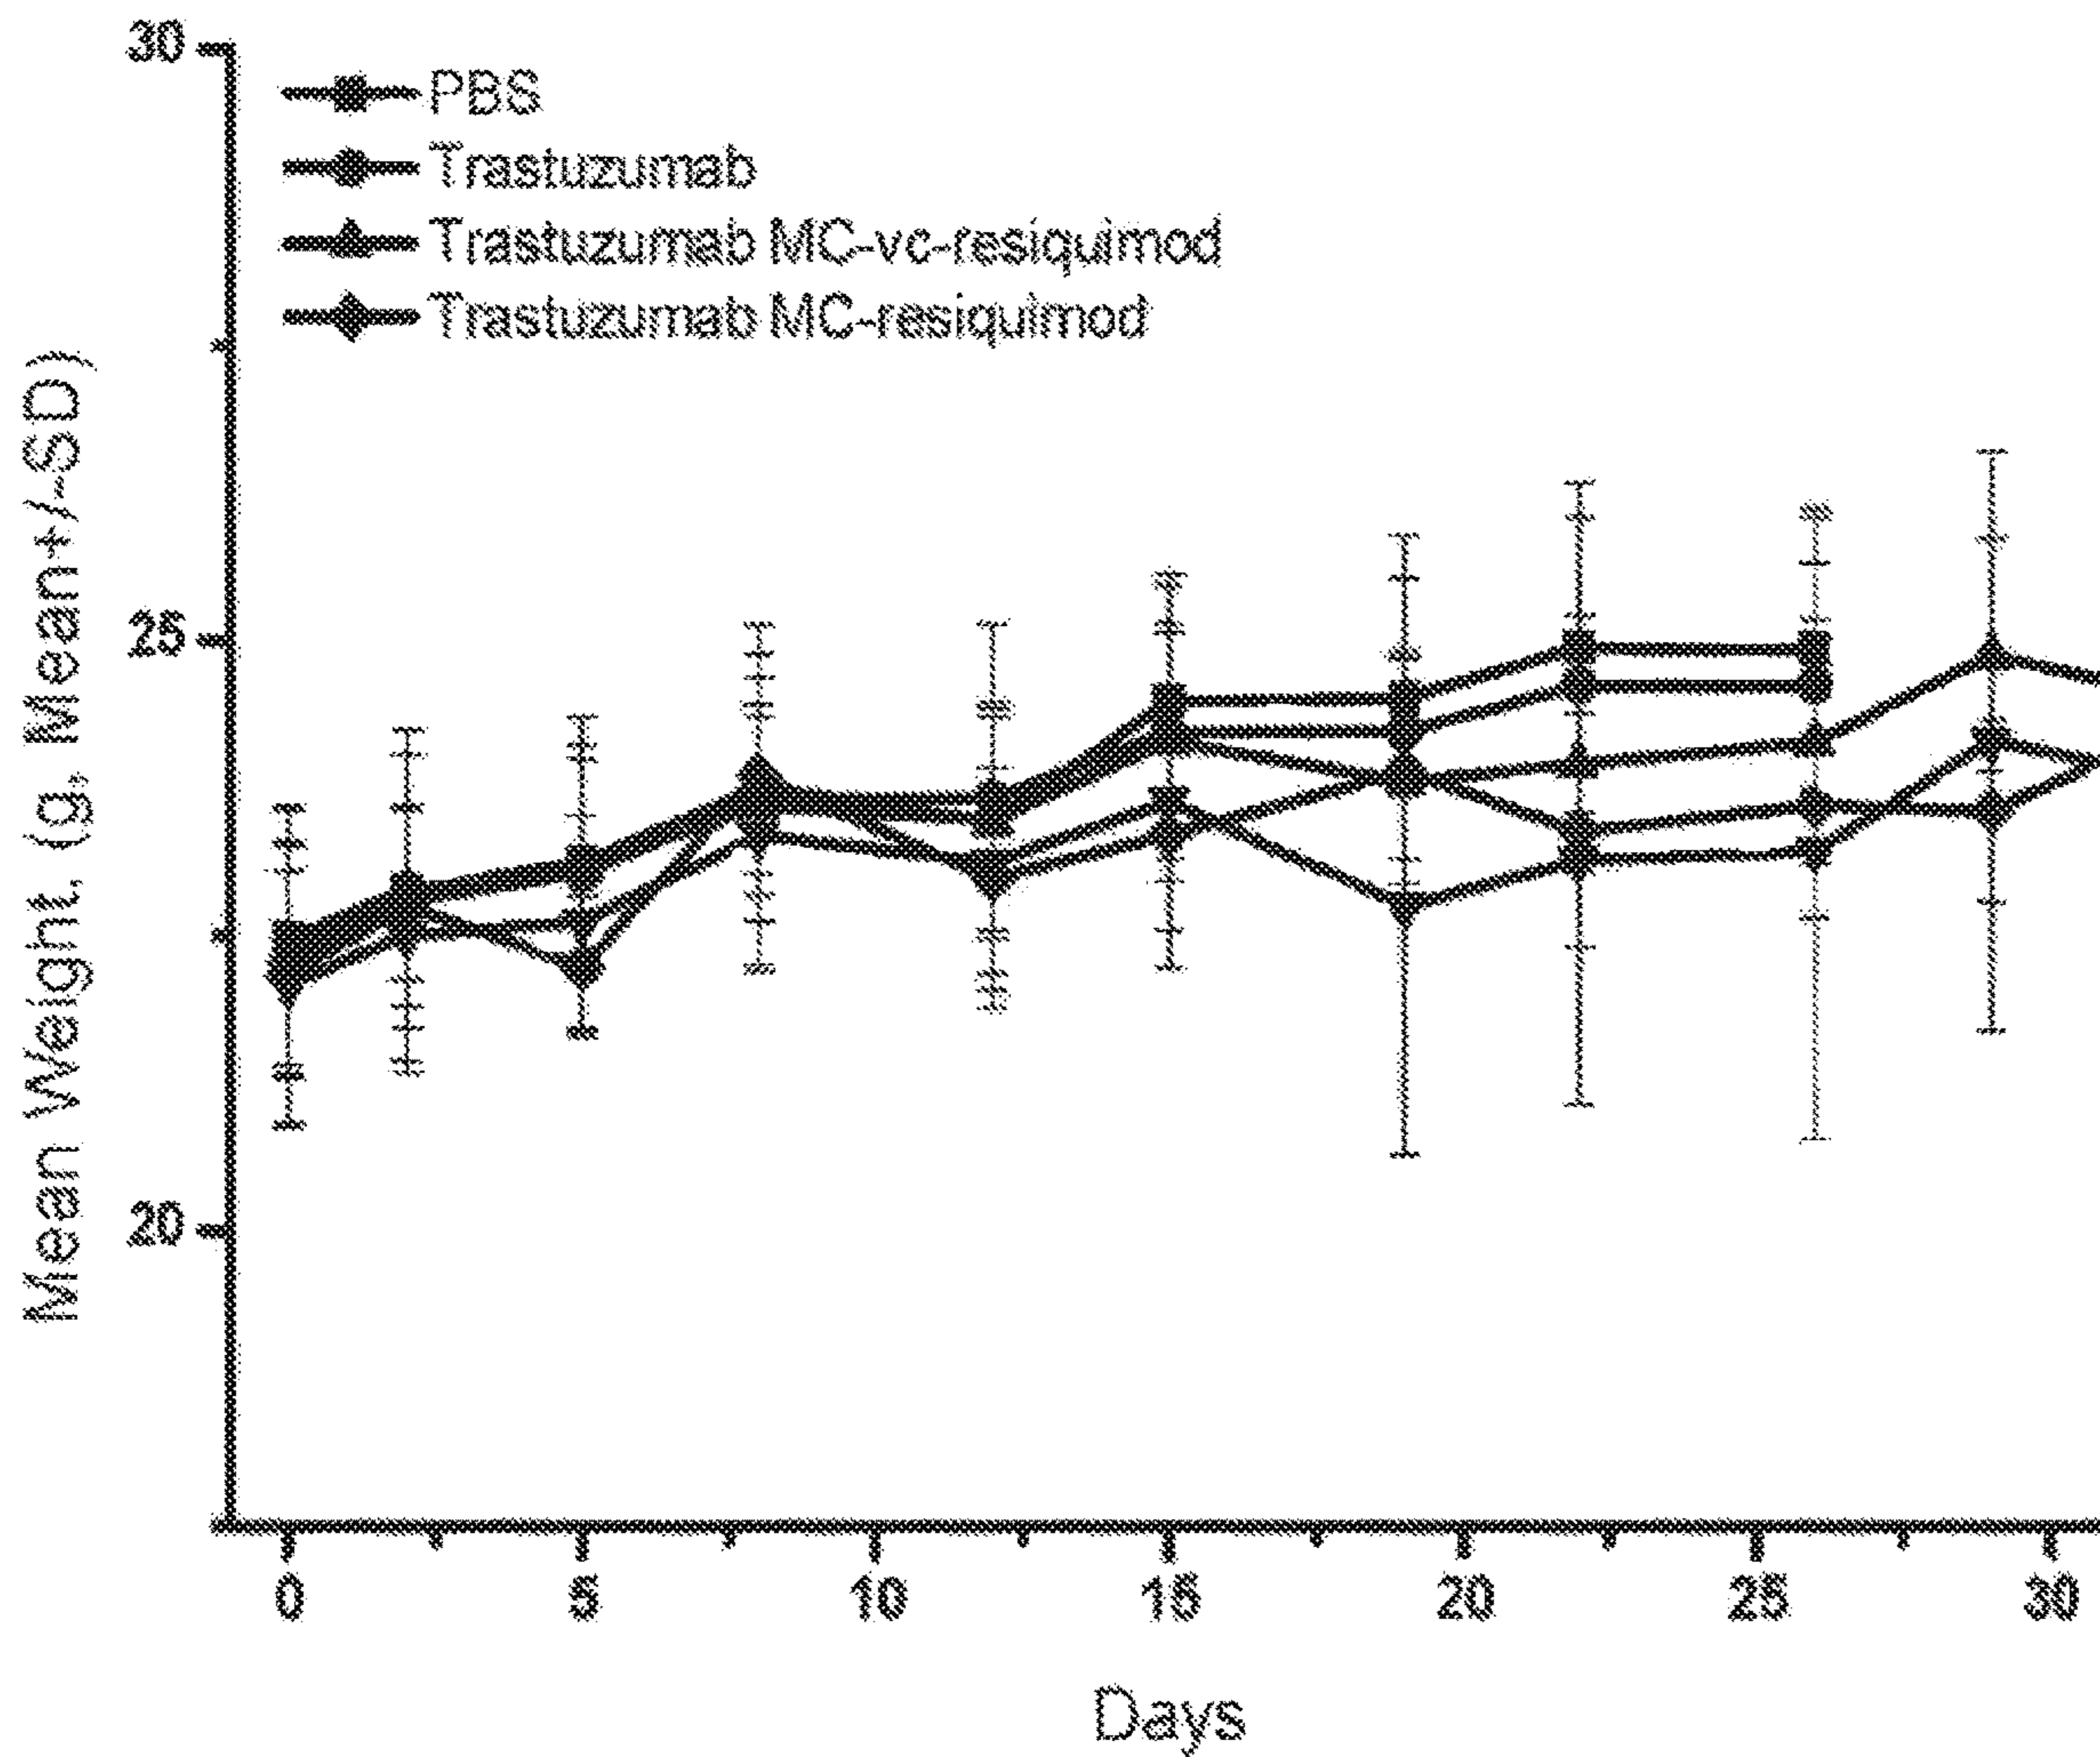 30
PBS
Trastuzumab
Trastuzumab MC-vc-resiquimod
Trastuzumab MC-resiquimod
Mean Weight. (g, Mean+/-SD)
25
20
0 5 10 15 20 25 30
Days